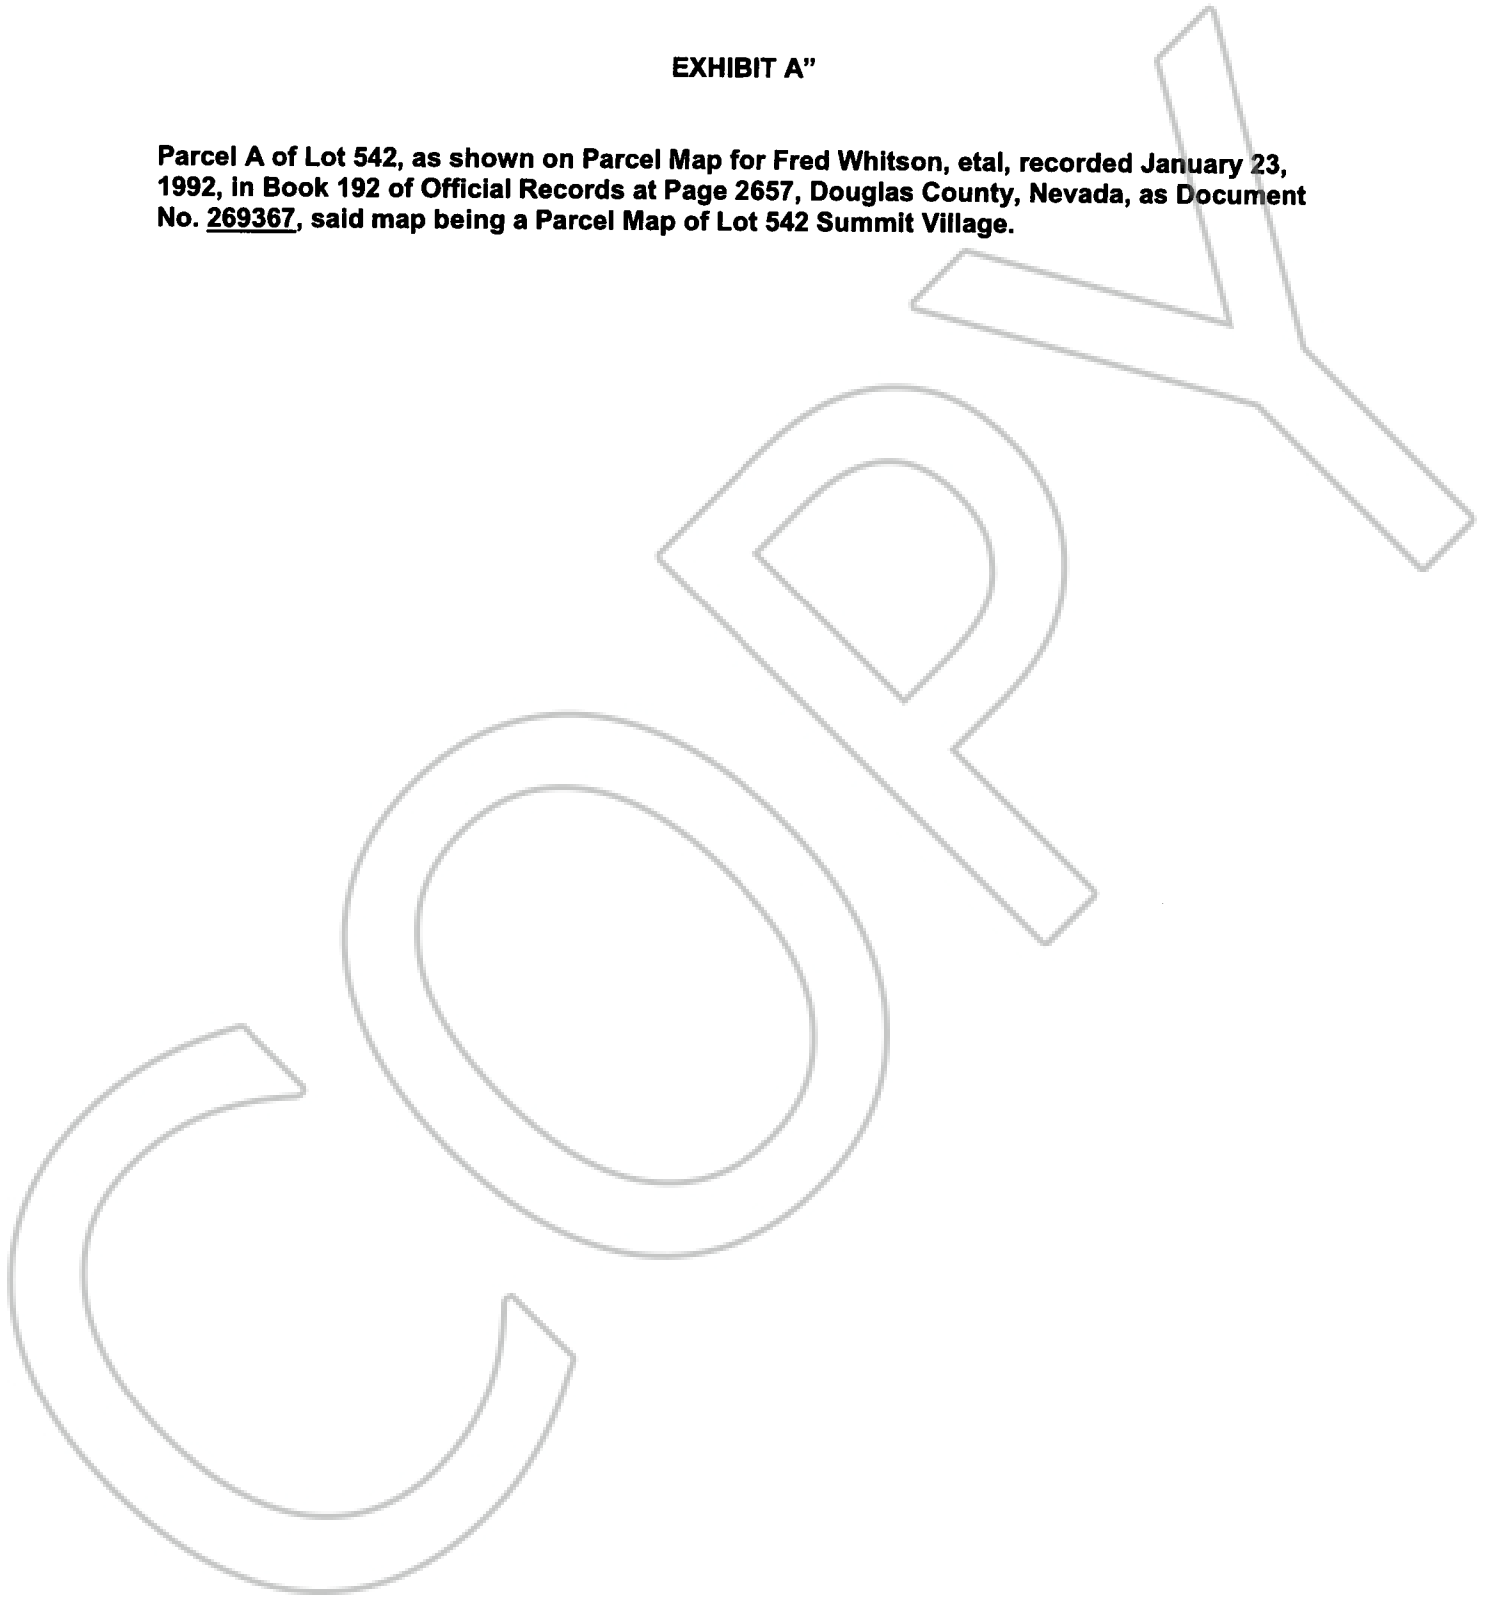 EXHIBIT A”
Parcel A of Lot 542, as shown on Parcel Map for Fred Whitson, etal, recorded January 23,
1992, in Book 192 of Official Records at Page 2657, Douglas County, Nevada, as Document
No. 269367, said map being a Parcel Map of Lot 542 Summit Village.
COPY